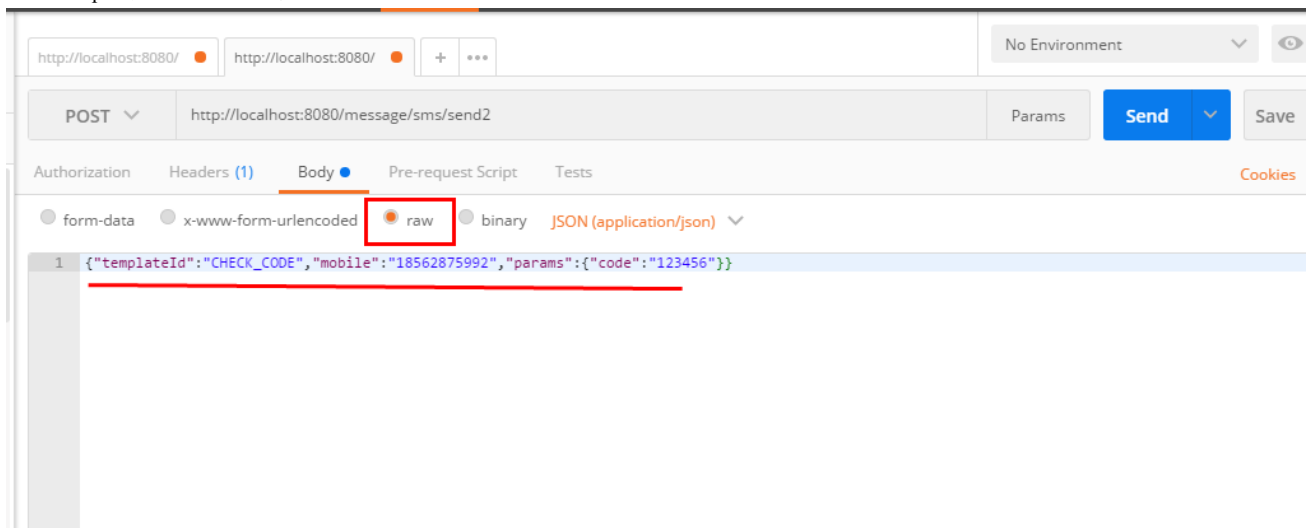 http://localhost:8080/ http://localhost:8080/ + ••• No Environment
POST http://localhost:8080/message/sms/send2 Params Send Save
Authorization Headers (1) Body Pre-request Script Tests Cookies
form-data x-www-form-urlencoded raw binary JSON (application/json)
1 {"templateId":"CHECK_CODE","mobile":"18562875992","params":{"code":"123456"}}